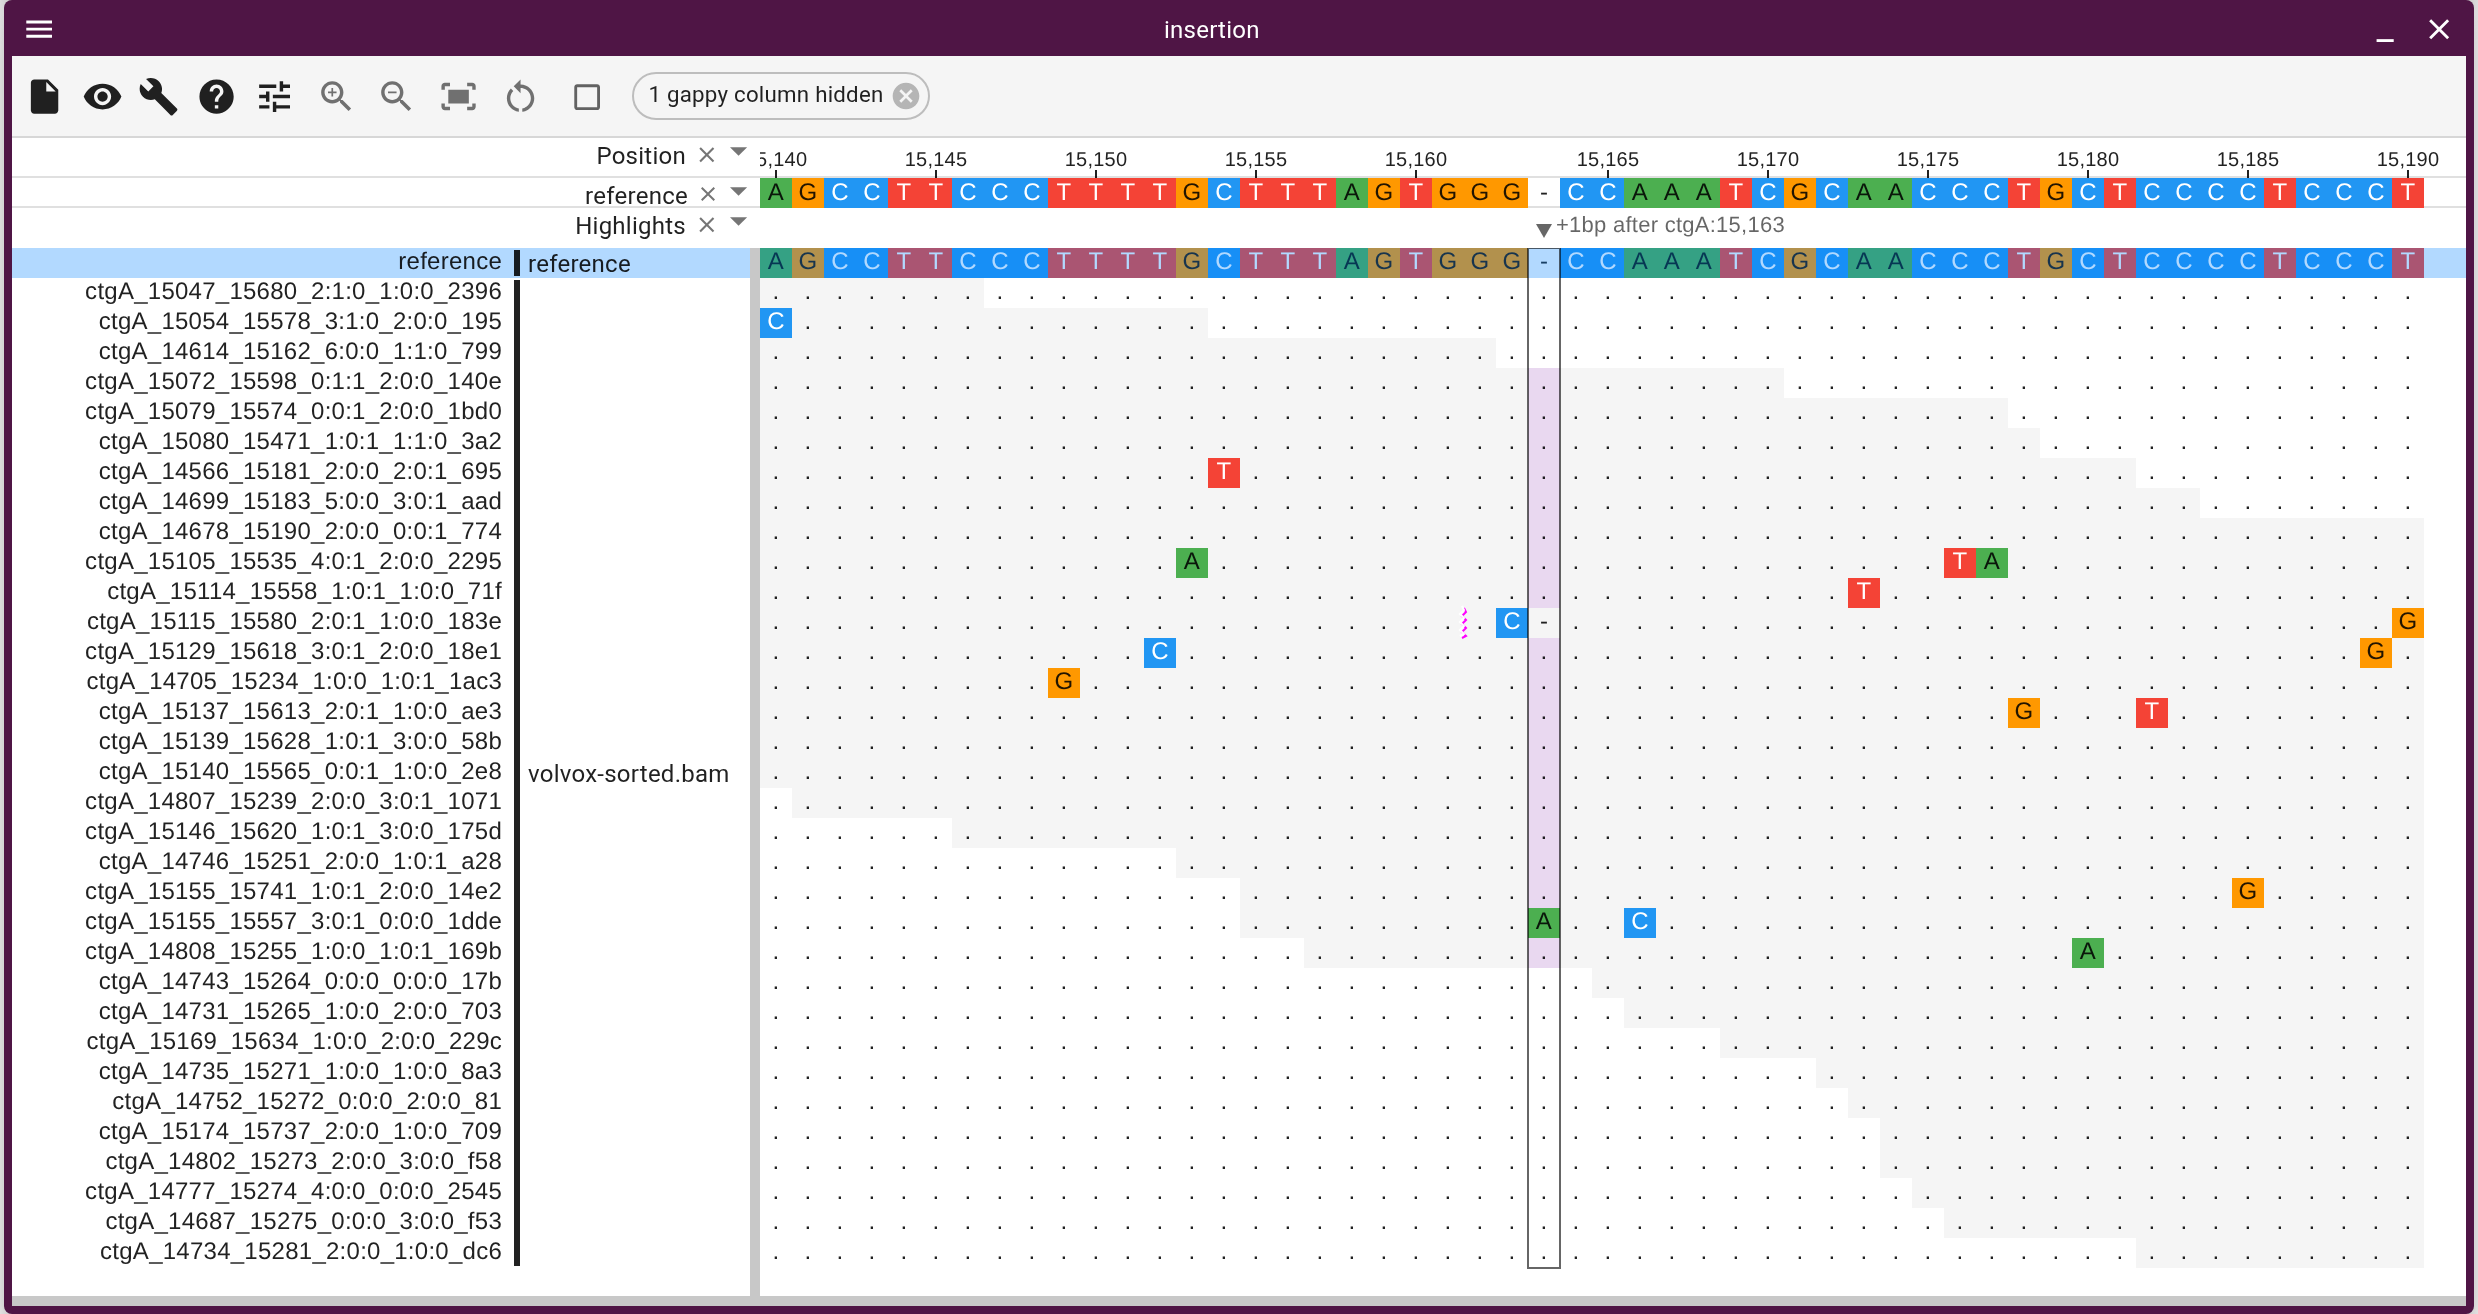 insertion
1 gappy column hidden
Position 5,140 15,145 15,150 15,155 15,160 15,165 15,170 15,175 15,180 15,185 15,190
reference A G C C T T C C C T T T T G C T T T A G T G G G - C C A A A T C G C A A C C C T G C T C C C C T C C C T
Highlights +1bp after ctgA:15,163
reference reference A G C C T T C C C T T T T G C T T T A G T G G G - C C A A A T C G C A A C C C T G C T C C C C T C C C T
ctgA_15047_15680_2:1:0_1:0:0_2396
ctgA_15054_15578_3:1:0_2:0:0_195 C
ctgA_14614_15162_6:0:0_1:1:0_799
ctgA_15072_15598_0:1:1_2:0:0_140e
ctgA_15079_15574_0:0:1_2:0:0_1bd0
ctgA_15080_15471_1:0:1_1:1:0_3a2
ctgA_14566_15181_2:0:0_2:0:1_695 T
ctgA_14699_15183_5:0:0_3:0:1_aad
ctgA_14678_15190_2:0:0_0:0:1_774
ctgA_15105_15535_4:0:1_2:0:0_2295 A T A
ctgA_15114_15558_1:0:1_1:0:0_71f T
ctgA_15115_15580_2:0:1_1:0:0_183e C - G
ctgA_15129_15618_3:0:1_2:0:0_18e1 C G
ctgA_14705_15234_1:0:0_1:0:1_1ac3 G
ctgA_15137_15613_2:0:1_1:0:0_ae3 G T
ctgA_15139_15628_1:0:1_3:0:0_58b
ctgA_15140_15565_0:0:1_1:0:0_2e8 volvox-sorted.bam
ctgA_14807_15239_2:0:0_3:0:1_1071
ctgA_15146_15620_1:0:1_3:0:0_175d
ctgA_14746_15251_2:0:0_1:0:1_a28
ctgA_15155_15741_1:0:1_2:0:0_14e2 G
ctgA_15155_15557_3:0:1_0:0:0_1dde A C
ctgA_14808_15255_1:0:0_1:0:1_169b A
ctgA_14743_15264_0:0:0_0:0:0_17b
ctgA_14731_15265_1:0:0_2:0:0_703
ctgA_15169_15634_1:0:0_2:0:0_229c
ctgA_14735_15271_1:0:0_1:0:0_8a3
ctgA_14752_15272_0:0:0_2:0:0_81
ctgA_15174_15737_2:0:0_1:0:0_709
ctgA_14802_15273_2:0:0_3:0:0_f58
ctgA_14777_15274_4:0:0_0:0:0_2545
ctgA_14687_15275_0:0:0_3:0:0_f53
ctgA_14734_15281_2:0:0_1:0:0_dc6